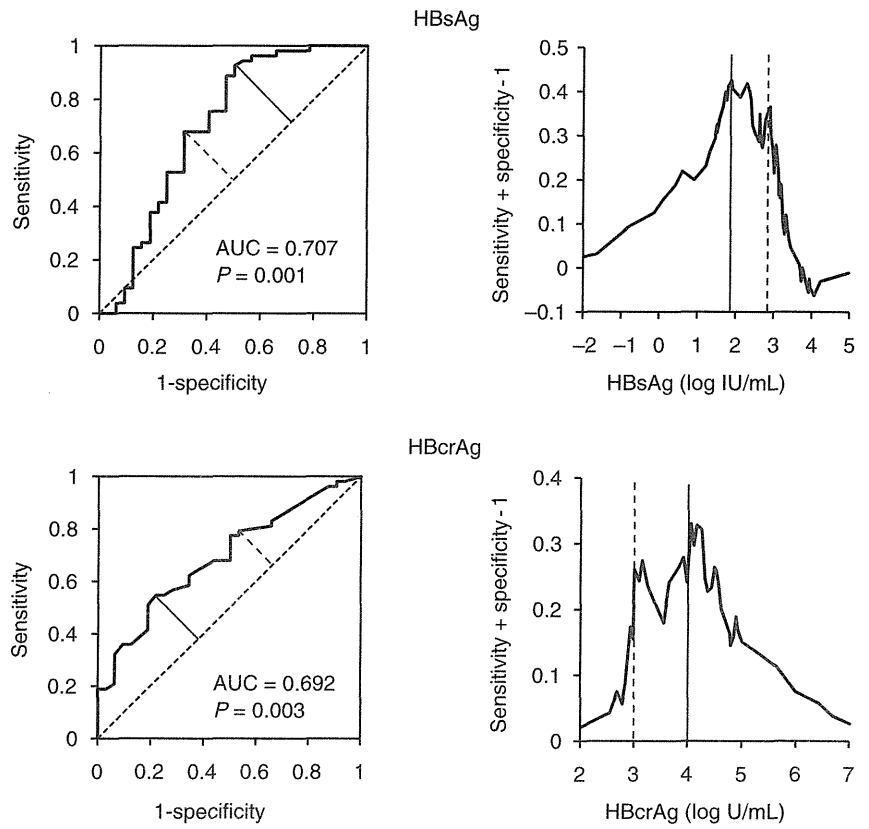 HBsAg
Sensitivity
1
0.8
0.6
0.4
0.2
0
AUC = 0.707
P = 0.001
0 0.2 0.4 0.6 0.8 1
1-specificity
Sensitivity + specificity - 1
0.5
0.4
0.3
0.2
0.1
0
–0.1
–2 –1 0 1 2 3 4 5
HBsAg (log IU/mL)
HBcrAg
Sensitivity
1
0.8
0.6
0.4
0.2
0
AUC = 0.692
P = 0.003
0 0.2 0.4 0.6 0.8 1
1-specificity
Sensitivity + specificity - 1
0.4
0.3
0.2
0.1
0
2 3 4 5 6 7
HBcrAg (log U/mL)